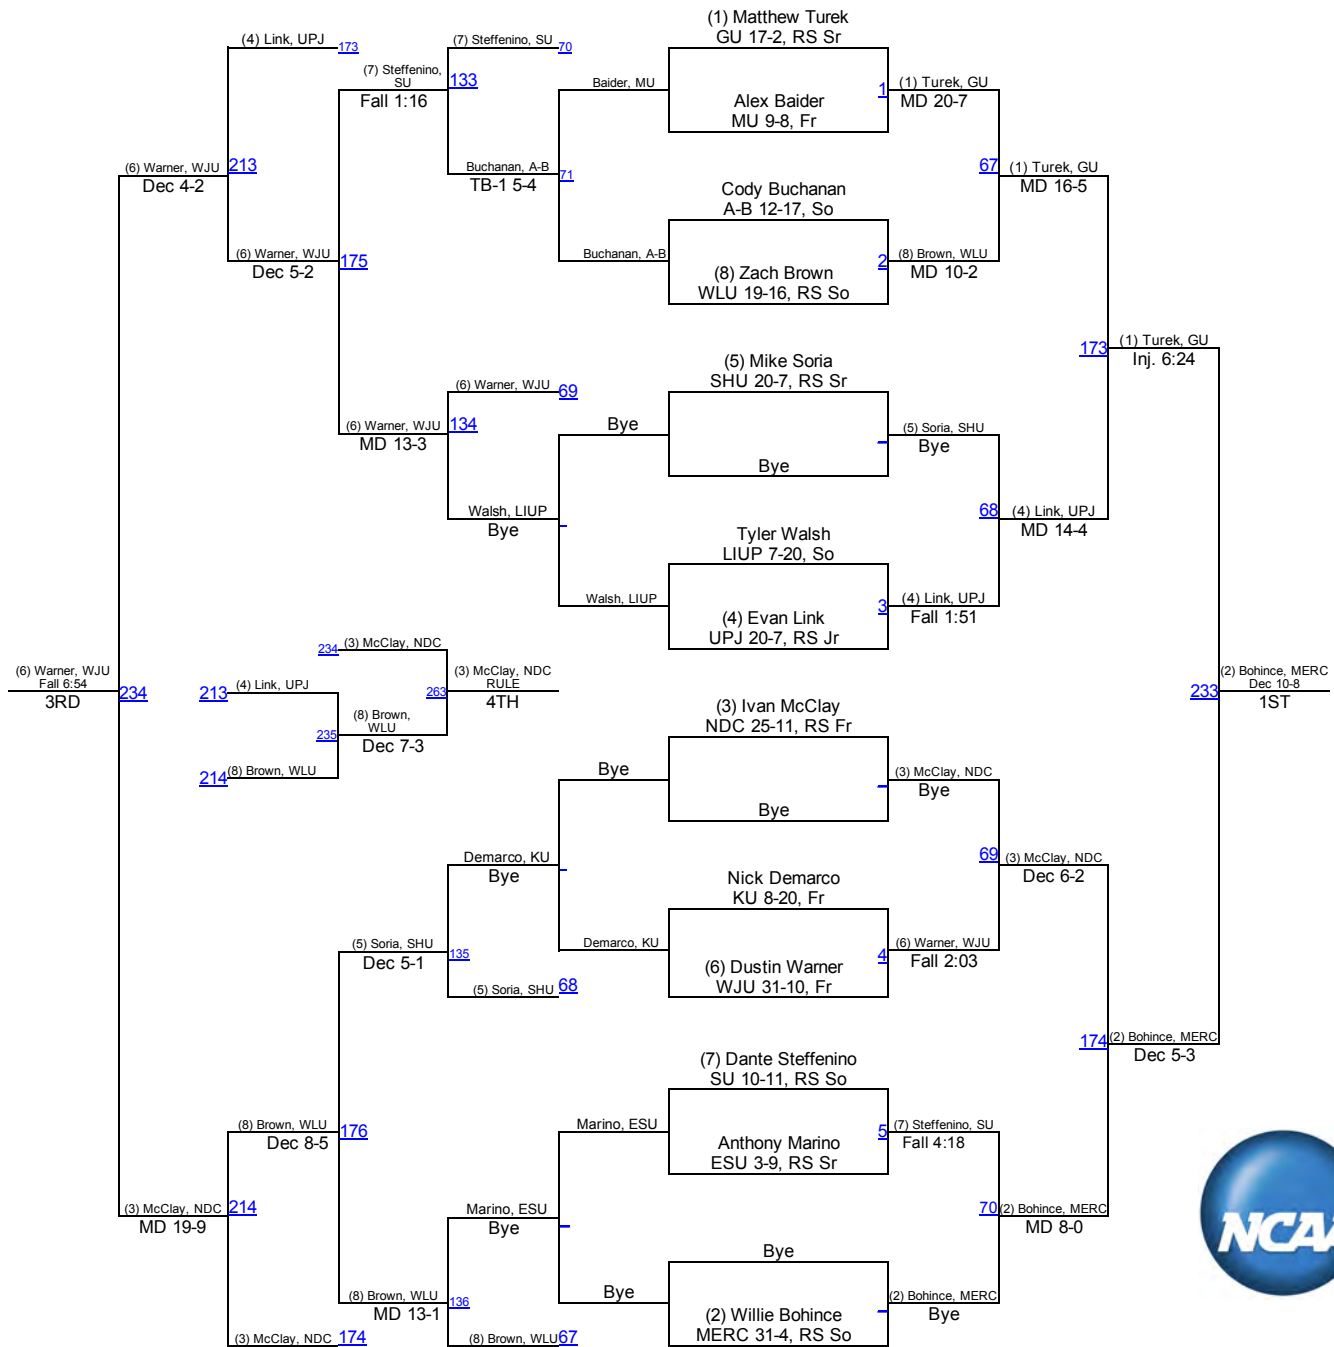 (1) Matthew Turek
GU 17-2, RS Sr
(4) Link, UPJ
173
(7) Steffenino, SU
70
(7) Steffenino,
SU
133
Fall 1:16
Baider, MU
Alex Baider
MU 9-8, Fr
1
(1) Turek, GU
MD 20-7
(6) Warner, WJU
213
Dec 4-2
Buchanan, A-B
71
TB-1 5-4
67
(1) Turek, GU
MD 16-5
Cody Buchanan
A-B 12-17, So
(6) Warner, WJU
175
Dec 5-2
Buchanan, A-B
(8) Zach Brown
WLU 19-16, RS So
2
(8) Brown, WLU
MD 10-2
173
(1) Turek, GU
Inj. 6:24
(5) Mike Soria
SHU 20-7, RS Sr
(6) Warner, WJU
69
(6) Warner, WJU
134
MD 13-3
Bye
Bye
(5) Soria, SHU
Bye
Walsh, LIUP
Bye
68
(4) Link, UPJ
MD 14-4
Tyler Walsh
LIUP 7-20, So
Walsh, LIUP
(4) Evan Link
UPJ 20-7, RS Jr
3
(4) Link, UPJ
Fall 1:51
234
(3) McClay, NDC
(6) Warner, WJU
Fall 6:54
3RD
234
213
(4) Link, UPJ
263
(3) McClay, NDC
RULE
4TH
233
(2) Bohince, MERC
Dec 10-8
1ST
(3) Ivan McClay
NDC 25-11, RS Fr
235
(8) Brown,
WLU
Dec 7-3
214
(8) Brown, WLU
Bye
Bye
(3) McClay, NDC
Bye
Demarco, KU
Bye
69
(3) McClay, NDC
Dec 6-2
Nick Demarco
KU 8-20, Fr
(5) Soria, SHU
135
Dec 5-1
Demarco, KU
(6) Dustin Warner
WJU 31-10, Fr
4
(6) Warner, WJU
Fall 2:03
(5) Soria, SHU
68
174
(2) Bohince, MERC
Dec 5-3
(7) Dante Steffenino
SU 10-11, RS So
(8) Brown, WLU
176
Dec 8-5
Marino, ESU
Anthony Marino
ESU 3-9, RS Sr
5
(7) Steffenino, SU
Fall 4:18
(3) McClay, NDC
214
MD 19-9
Marino, ESU
Bye
70
(2) Bohince, MERC
MD 8-0
Bye
(8) Brown, WLU
136
MD 13-1
Bye
(2) Willie Bohince
MERC 31-4, RS So
(2) Bohince, MERC
Bye
(3) McClay, NDC
174
(8) Brown, WLU
67
NCAA